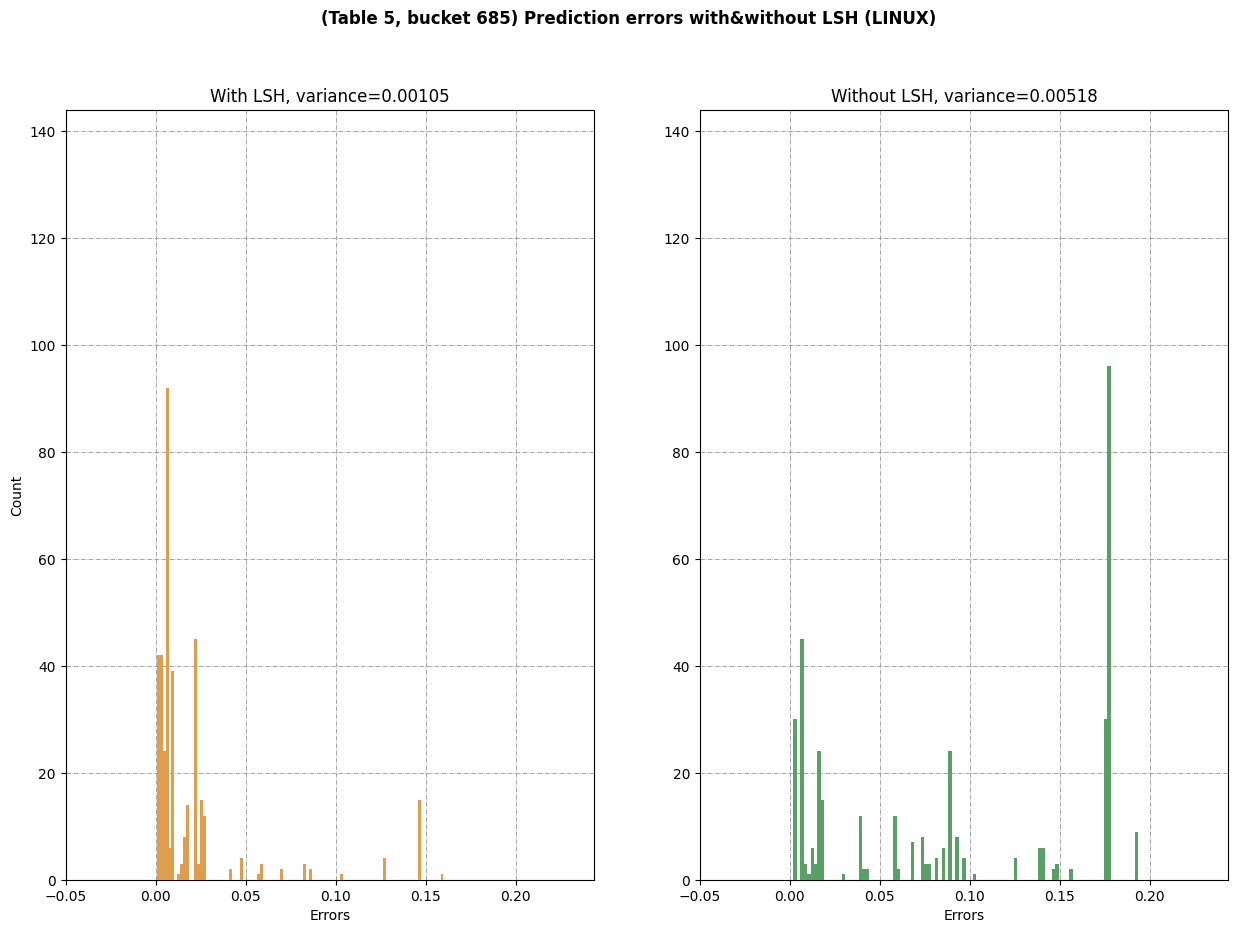 (Table 5, bucket 685) Prediction errors with&without LSH (LINUX)
With LSH, variance=0.00105
140
120
100
80
60
40
20
0
Count
−0.05 0.00 0.05 0.10 0.15 0.20
Errors
Without LSH, variance=0.00518
140
120
100
80
60
40
20
0
−0.05 0.00 0.05 0.10 0.15 0.20
Errors